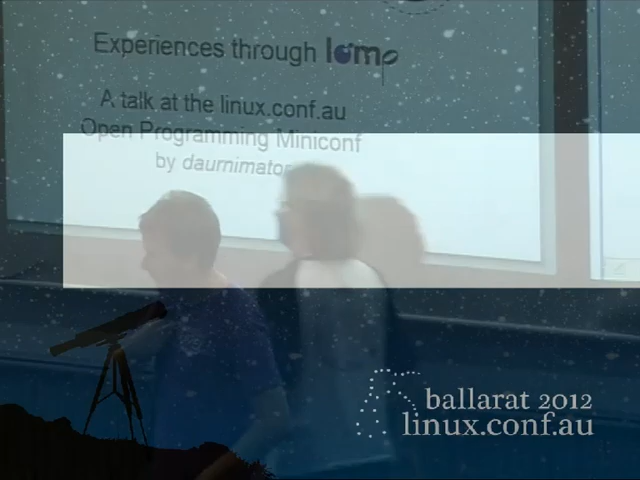 Experiences through lomp
A talk at the linux.conf.au
Open Programming Miniconf
by daurnimator
ballarat 2012
linux.conf.au